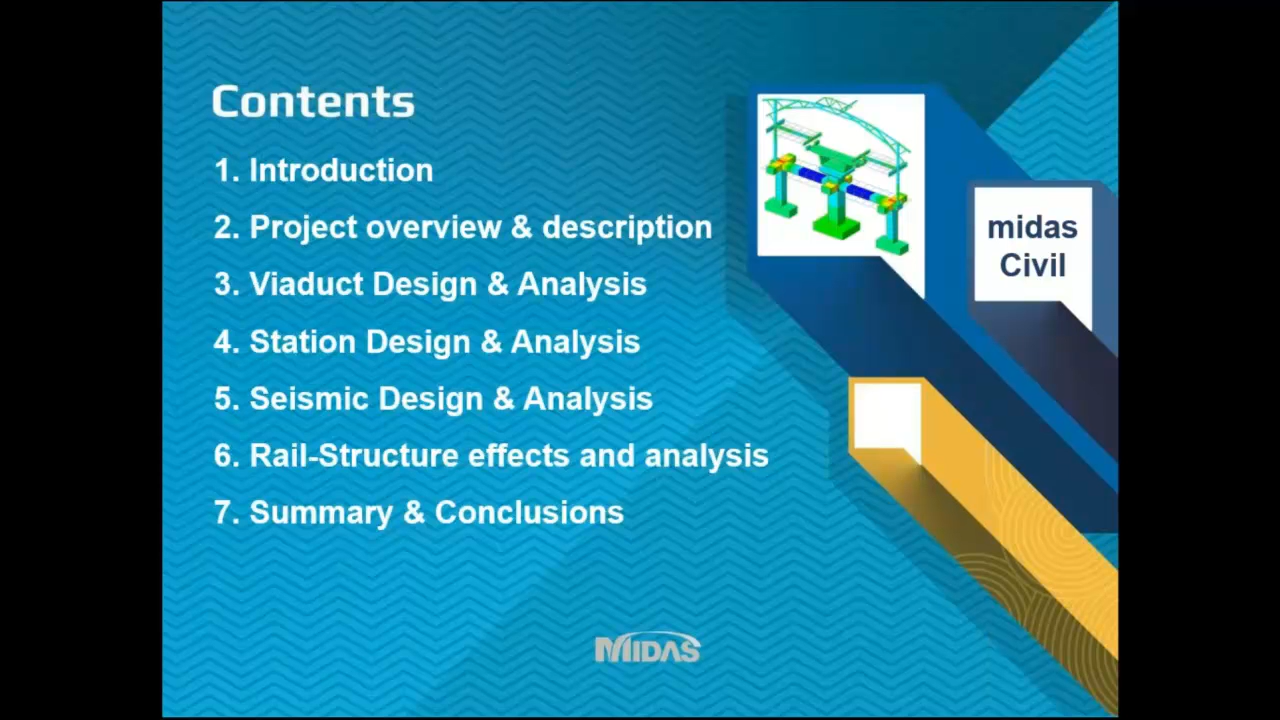 Contents
1. Introduction
2. Project overview & description
3. Viaduct Design & Analysis
4. Station Design & Analysis
5. Seismic Design & Analysis
6. Rail-Structure effects and analysis
7. Summary & Conclusions
midas
Civil
MIDAS